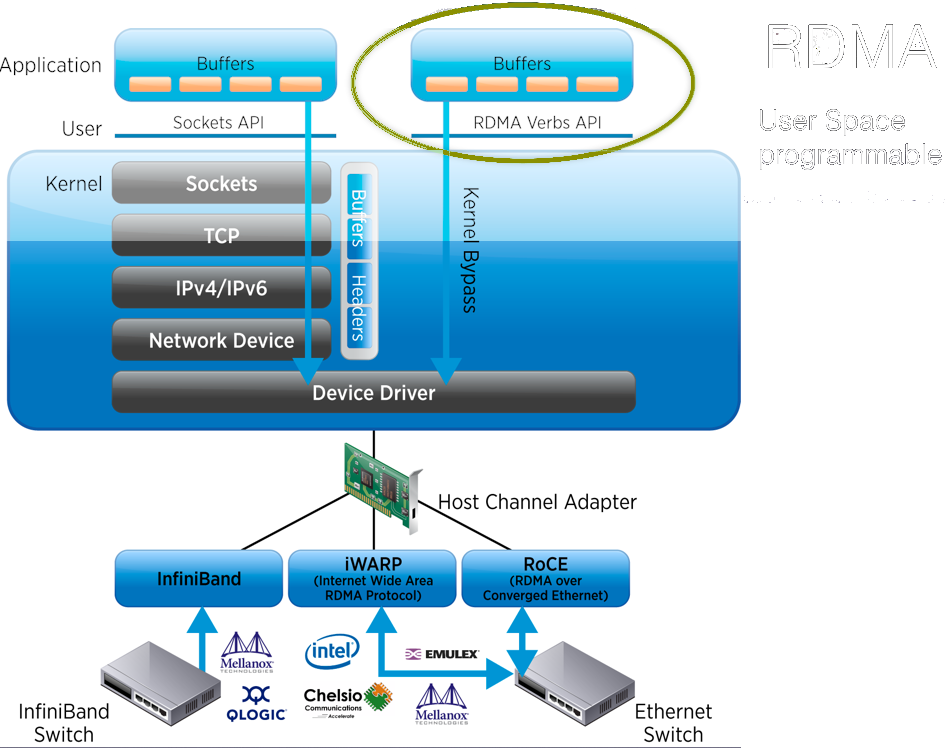 RDMA
User Space
programmable
Application
Buffers
Buffers
User
Sockets API
RDMA Verbs API
Kernel
Sockets
TCP
IPv4/IPv6
Network Device
Buffers
Headers
Kernel Bypass
Device Driver
Host Channel Adapter
InfiniBand
iWARP
(Internet Wide Area
RDMA Protocol)
RoCE
(RDMA over
Converged Ethernet)
Mellanox
TECHNOLOGIES
QLOGIC
intel
EMULEX
Chelsio
Communications
Accelerate
Mellanox
TECHNOLOGIES
InfiniBand
Switch
Ethernet
Switch